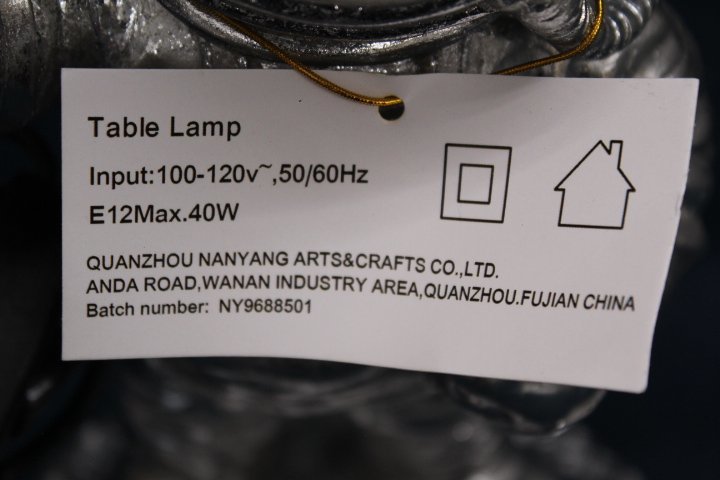 Table Lamp
Input:100-120v~,50/60Hz
E12Max.40W
QUANZHOU NANYANG ARTS&CRAFTS CO.,LTD.
ANDA ROAD,WANAN INDUSTRY AREA,QUANZHOU.FUJIAN CHINA
Batch number: NY9688501